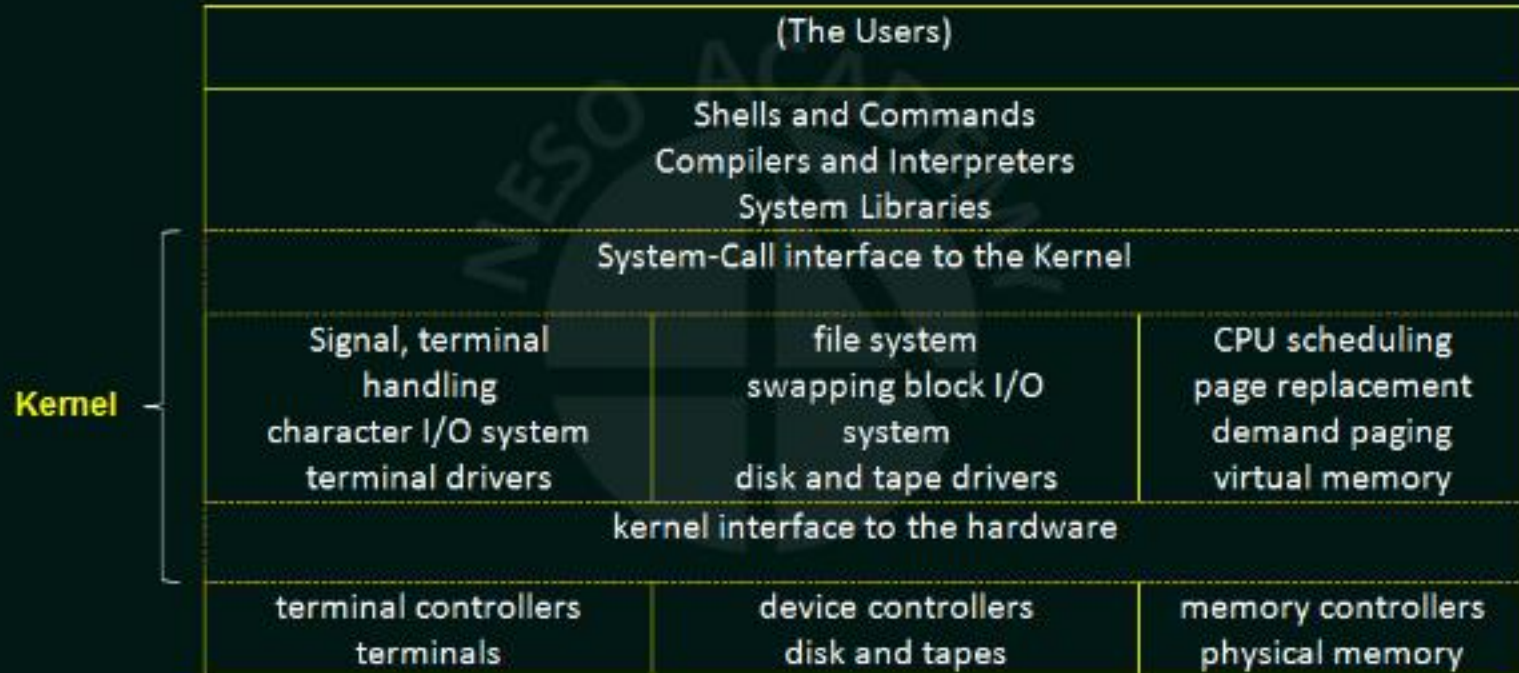 (The Users)
Shells and Commands
Compilers and Interpreters
System Libraries
System-Call interface to the Kernel
Kernel
Signal, terminal
handling
character I/O system
terminal drivers
file system
swapping block I/O
system
disk and tape drivers
CPU scheduling
page replacement
demand paging
virtual memory
kernel interface to the hardware
terminal controllers
terminals
device controllers
disk and tapes
memory controllers
physical memory
NESO ACADEMY